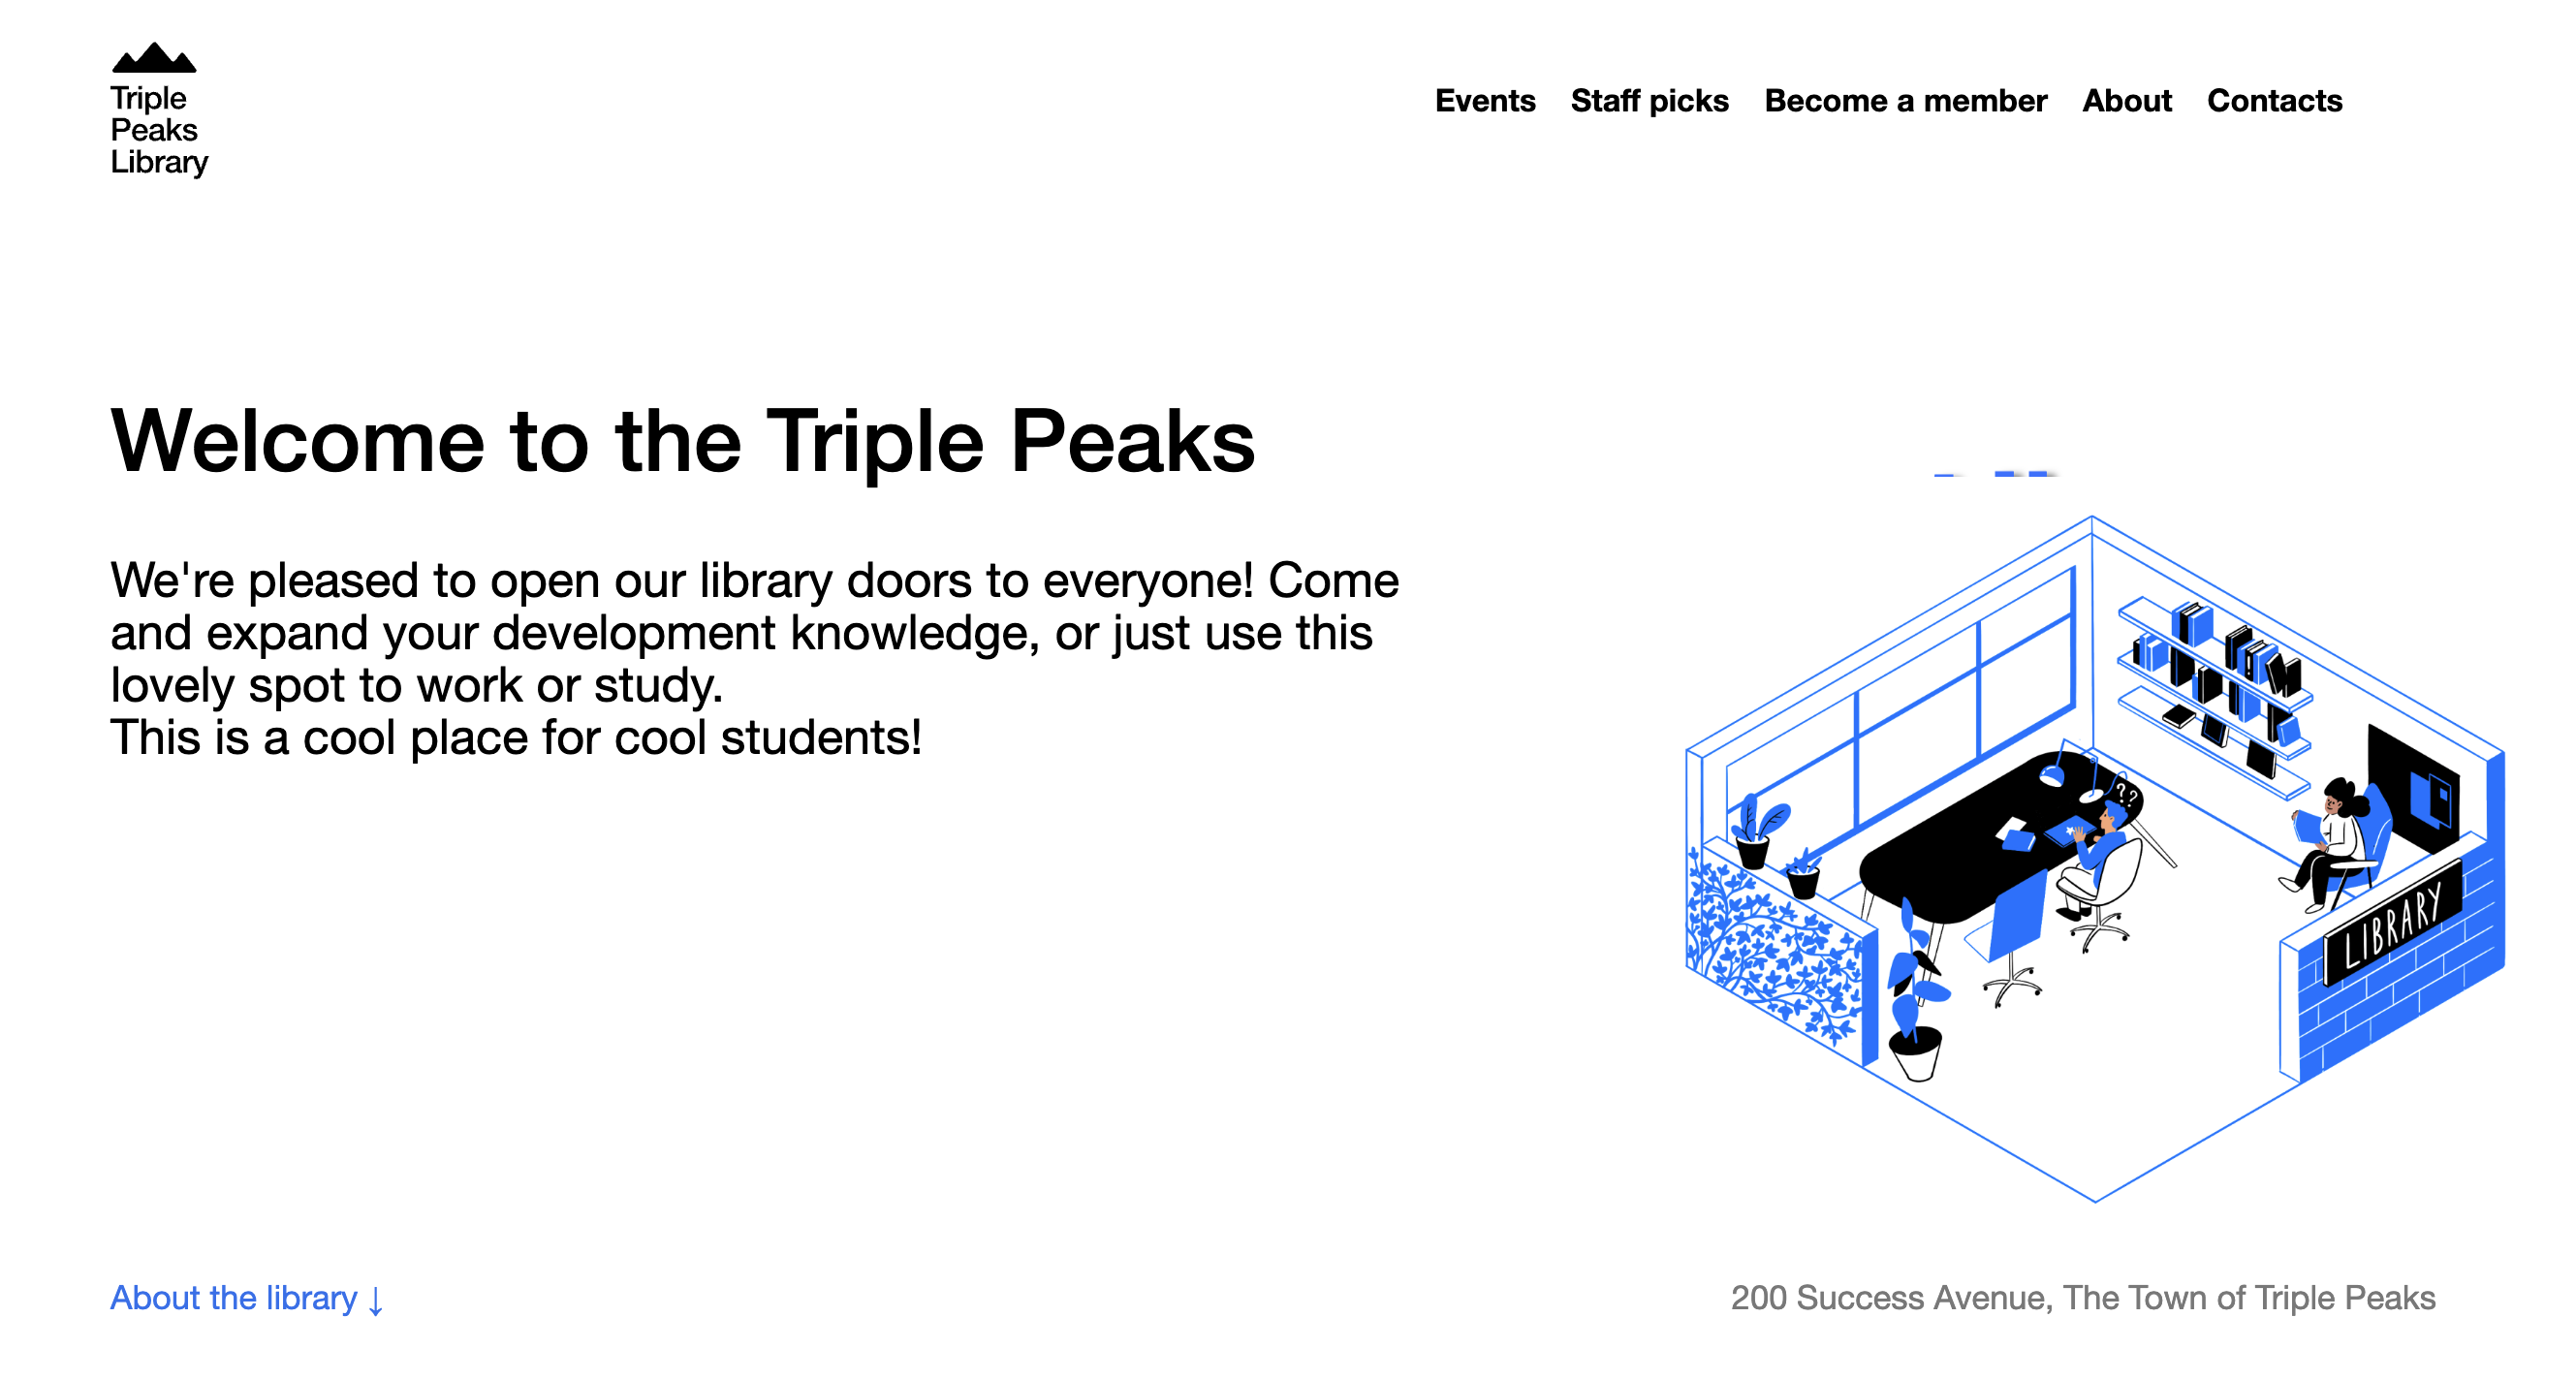 Triple
Peaks
Library
Events Staff picks Become a member About Contacts
Welcome to the Triple Peaks
We're pleased to open our library doors to everyone! Come
and expand your development knowledge, or just use this
lovely spot to work or study.
This is a cool place for cool students!
??
LIBRARY
About the library ↓
200 Success Avenue, The Town of Triple Peaks